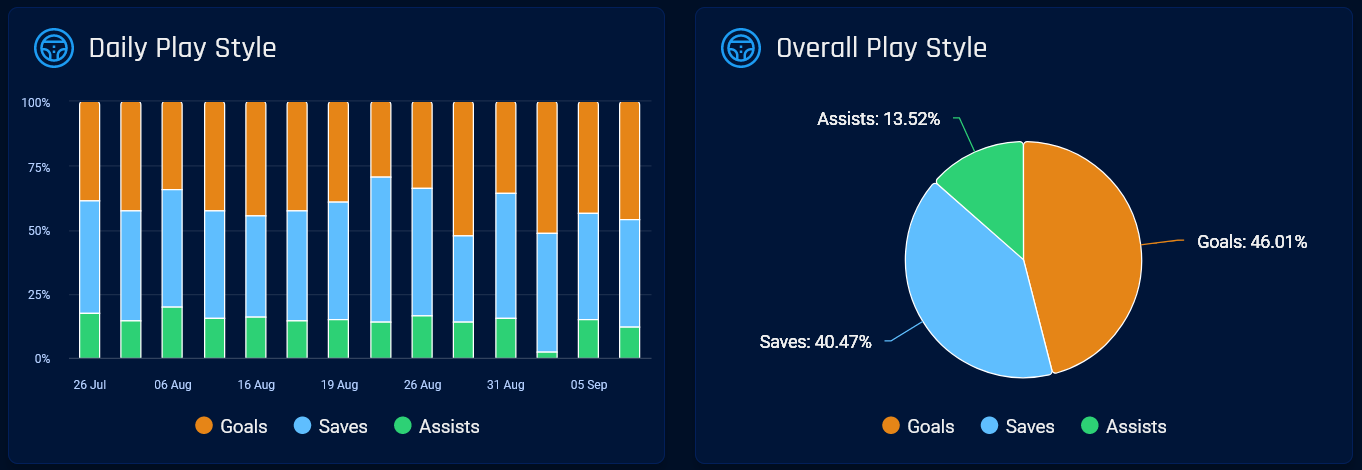 Daily Play Style
100%
75%
50%
25%
0%
26 Jul
06 Aug
16 Aug
19 Aug
26 Aug
31 Aug
05 Sep
Goals
Saves
Assists
Overall Play Style
Assists: 13.52%
Goals: 46.01%
Saves: 40.47%
Goals
Saves
Assists